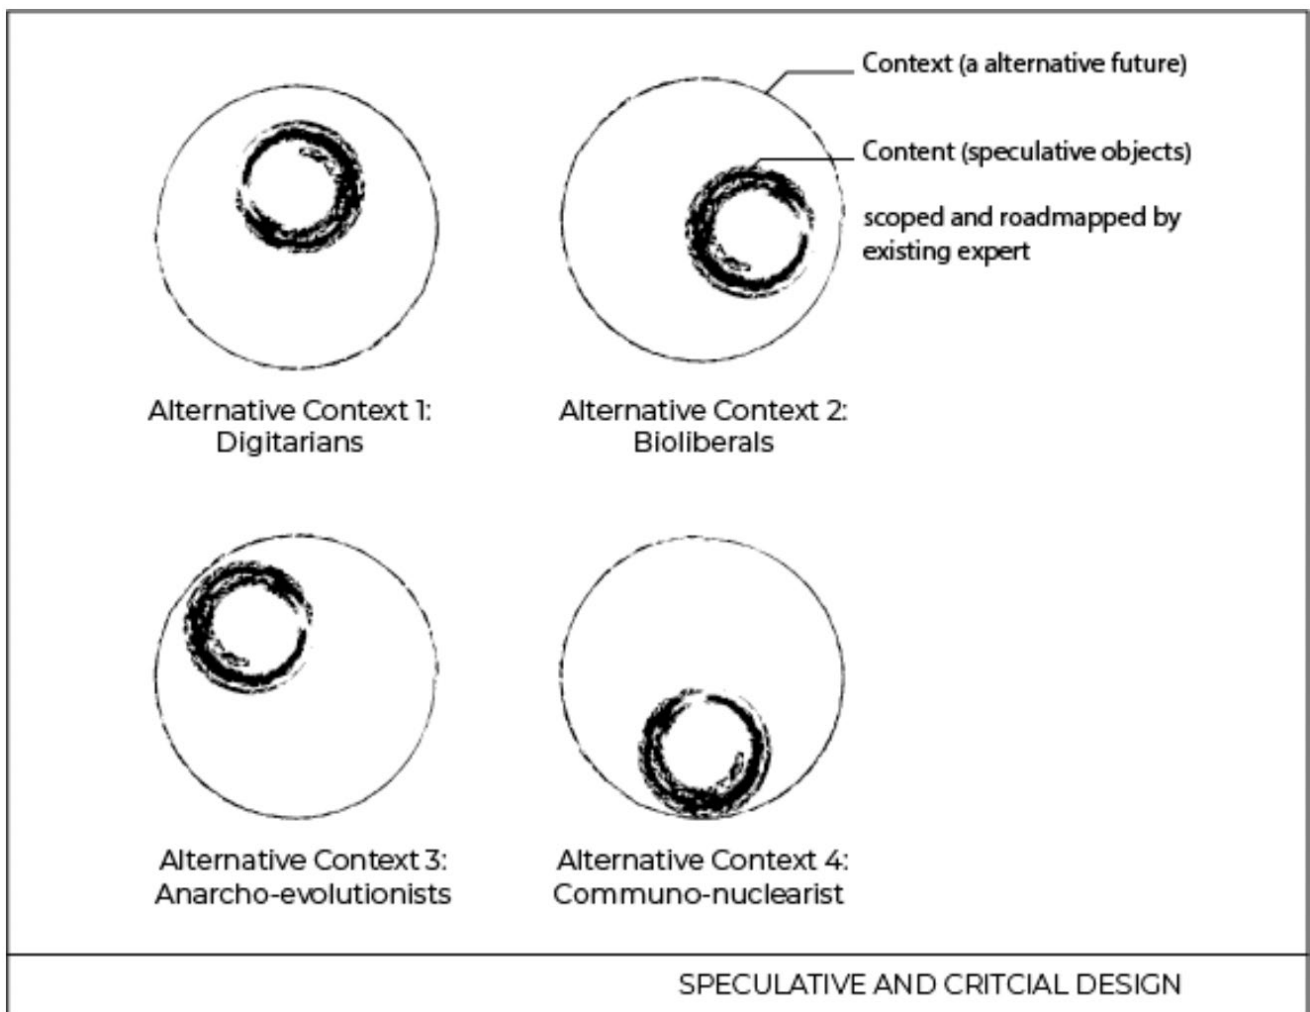 Context (a alternative future)
Content (speculative objects)
scoped and roadmapped by
existing expert
Alternative Context 1:
Digitarians
Alternative Context 2:
Bioliberals
Alternative Context 3:
Anarcho-evolutionists
Alternative Context 4:
Communo-nuclearist
SPECULATIVE AND CRITCIAL DESIGN